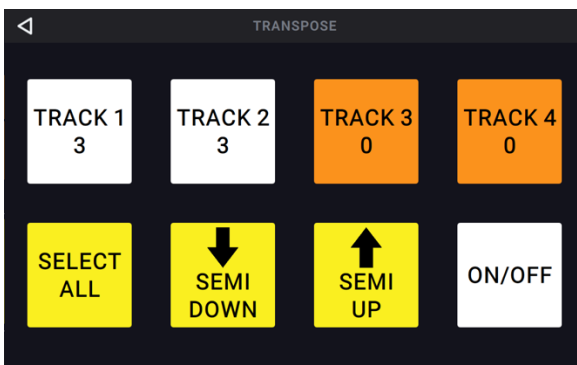 TRANSPOSE
TRACK 1
3
TRACK 2
3
TRACK 3
0
TRACK 4
0
SELECT
ALL
SEMI
DOWN
SEMI
UP
ON/OFF